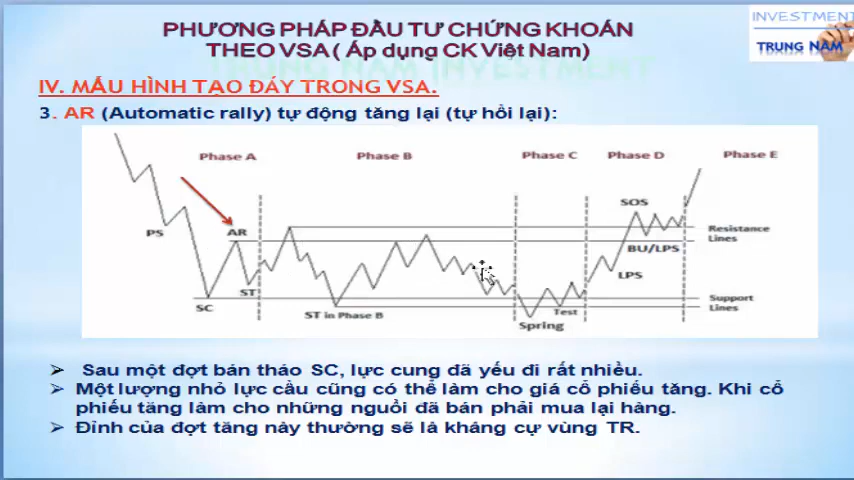 PHƯƠNG PHÁP ĐẦU TƯ CHỨNG KHOÁN
THEO VSA( Áp dụng CK Việt Nam)
INVESTMENT
TRUNG NAM
TRUNG NAM INVESTMENT
IV. MẪU HÌNH TẠO ĐÁY TRONG VSA.
3. AR (Automatic rally) tự động tăng lại (tự hồi lại):
Phase A Phase B Phase C Phase D Phase E
PS
AR
SC
ST
ST in Phase B
Spring
Test
SOS
BU/LPS
LPS
Resistance
Lines
Support
Lines
➢ Sau một đợt bán tháo SC, lực cung đã yếu đi rất nhiều.
➢ Một lượng nhỏ lực cầu cũng có thể làm cho giá cổ phiếu tăng. Khi cổ
phiếu tăng làm cho những nguồi đã bán phải mua lại hàng.
➢ Đỉnh của đợt tăng này thường sẽ lá kháng cự vùng TR.